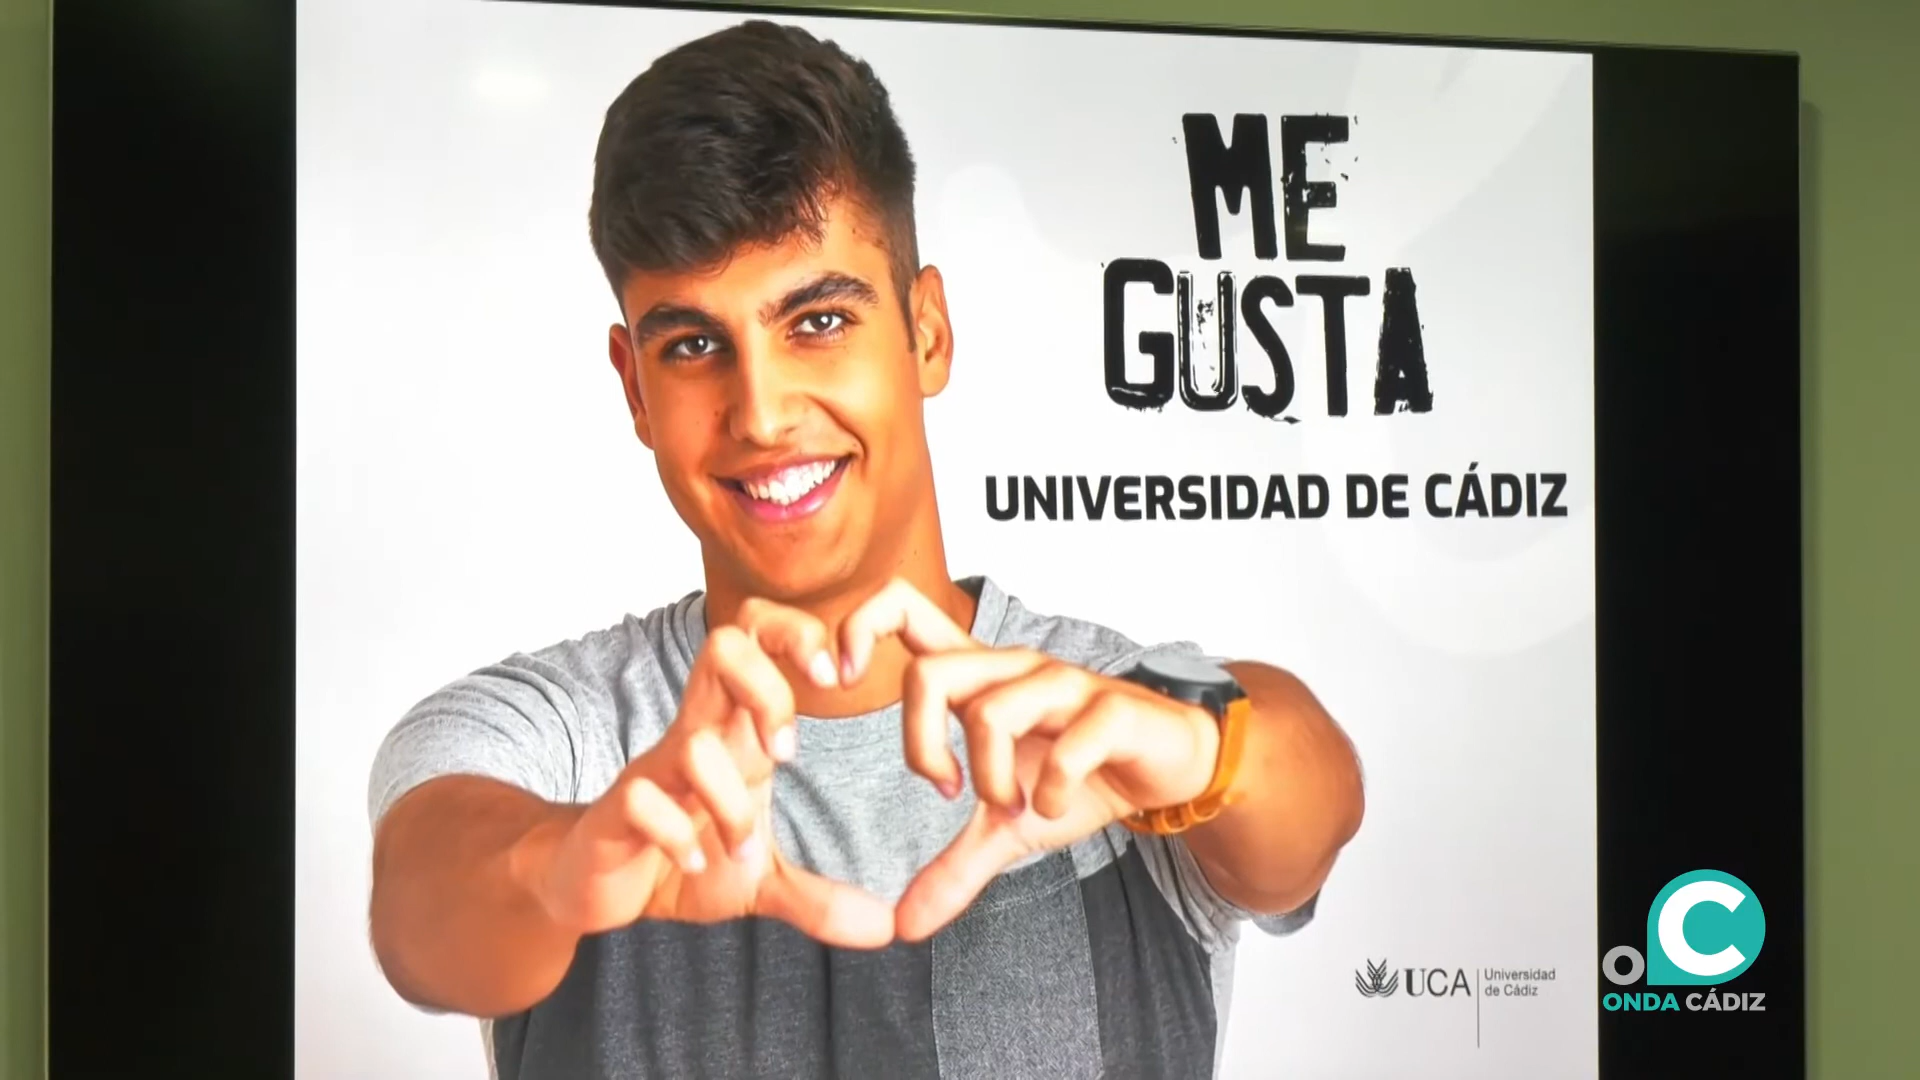 ME
GUSTA
UNIVERSIDAD DE CÁDIZ
UCA
Universidad
de Cádiz
O
C
ONDA CÁDIZ